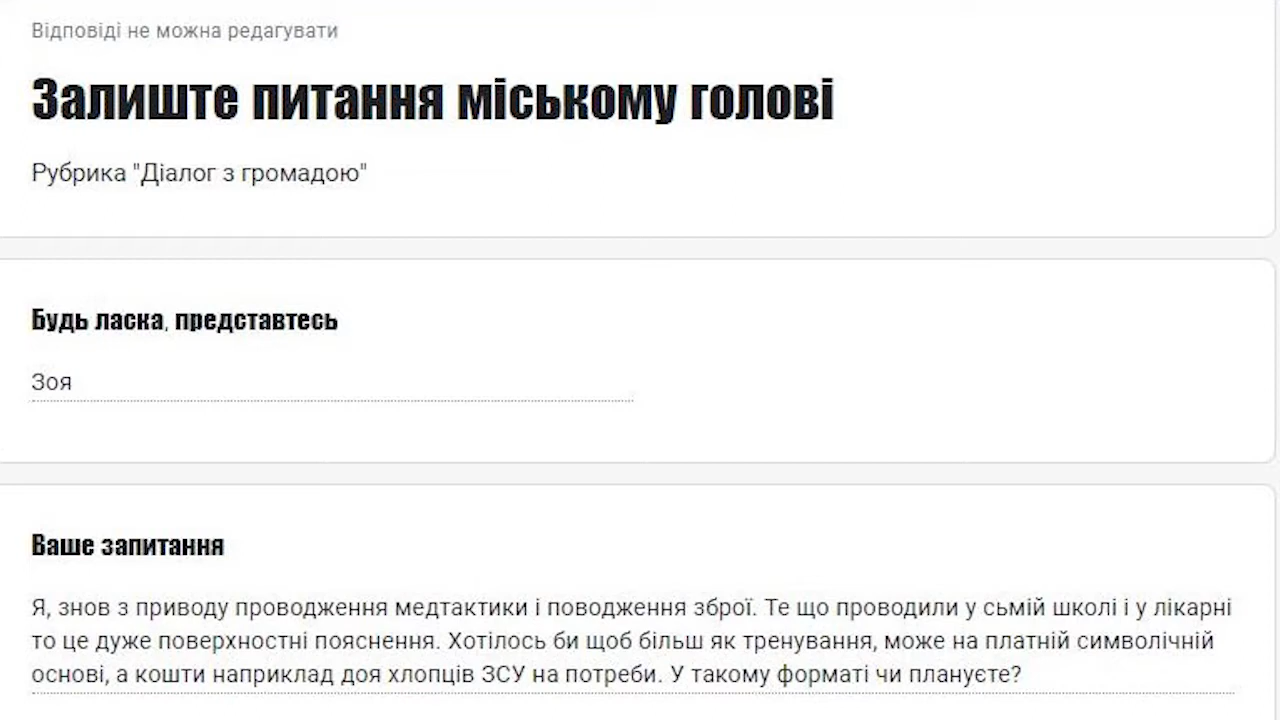 Відповіді не можна редагувати
Залиште питання міському голові
Рубрика "Діалог з громадою"
Будь ласка, представтесь
Зоя
Ваше запитання
Я, знов з приводу проводження медтактики і поводження зброї. Те що проводили у сьмій школі і у лікарні
то це дуже поверхностні пояснення. Хотілось би щоб більш як тренування, може на платній символічній
основі, а кошти наприклад доя хлопців ЗСУ на потреби. У такому форматі чи плануєте?